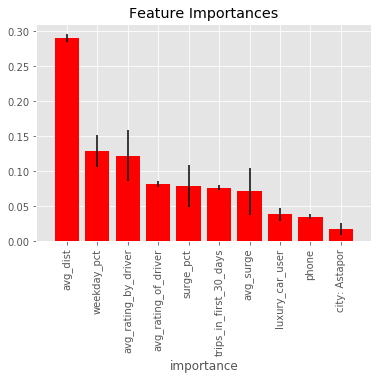 Feature Importances
0.30
0.25
0.20
0.15
0.10
0.05
0.00
avg_dist
weekday_pct
avg_rating_by_driver
avg_rating_of_driver
surge_pct
trips_in_first_30_days
avg_surge
luxury_car_user
phone
city: Astapor
importance